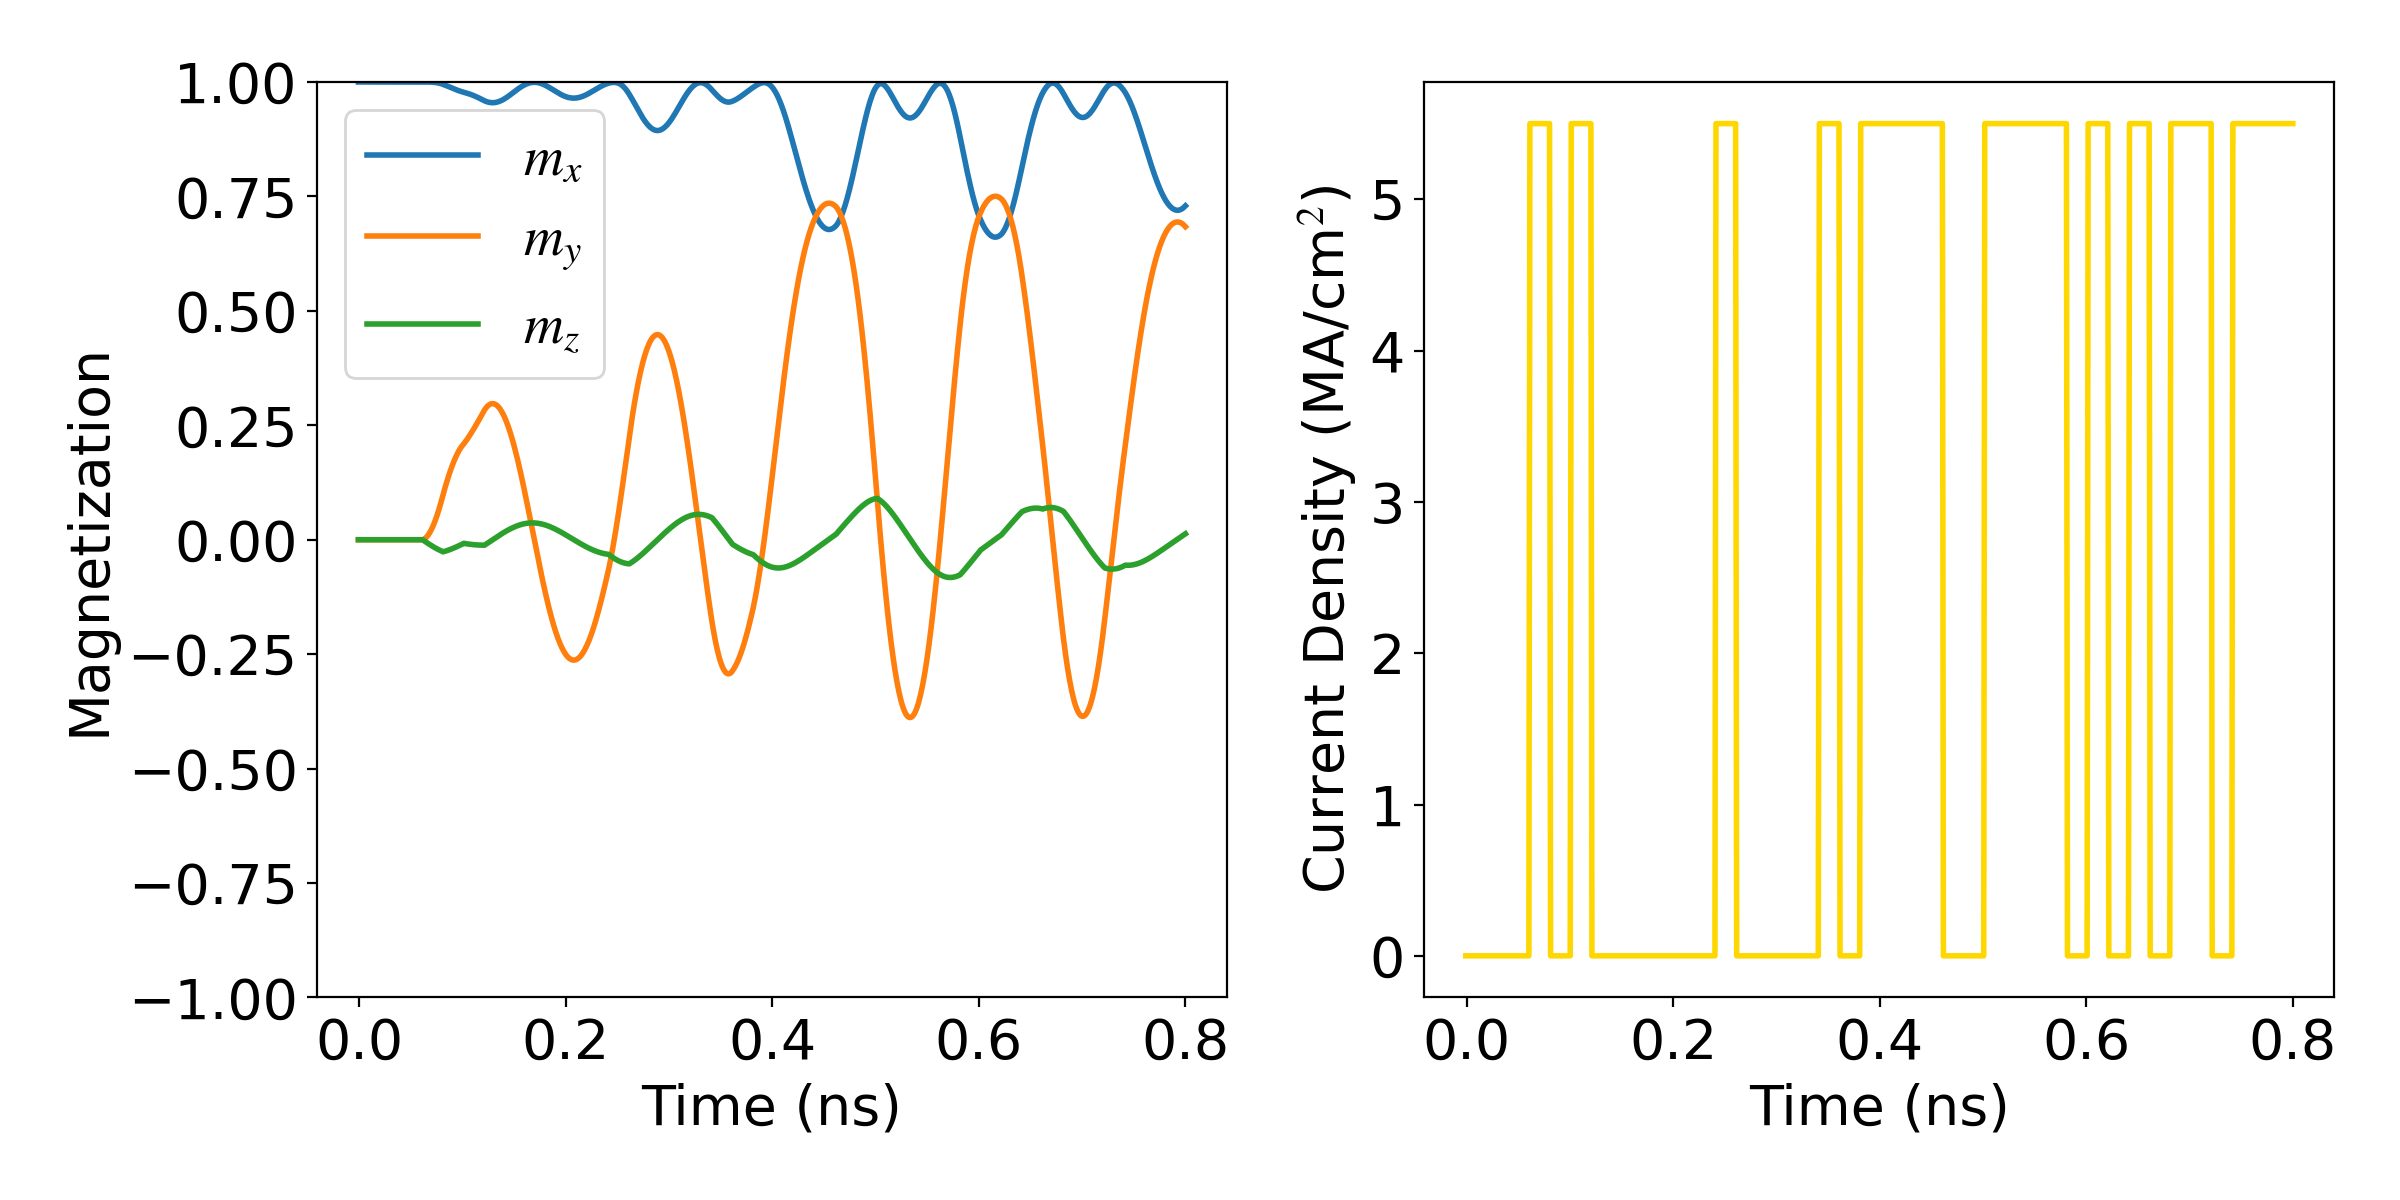 1.00
0.75
0.50
0.25
0.00
−0.25
−0.50
−0.75
−1.00
Magnetization
m_x
m_y
m_z
0.0 0.2 0.4 0.6 0.8
Time (ns)
5
4
3
2
1
0
Current Density (MA/cm²)
0.0 0.2 0.4 0.6 0.8
Time (ns)